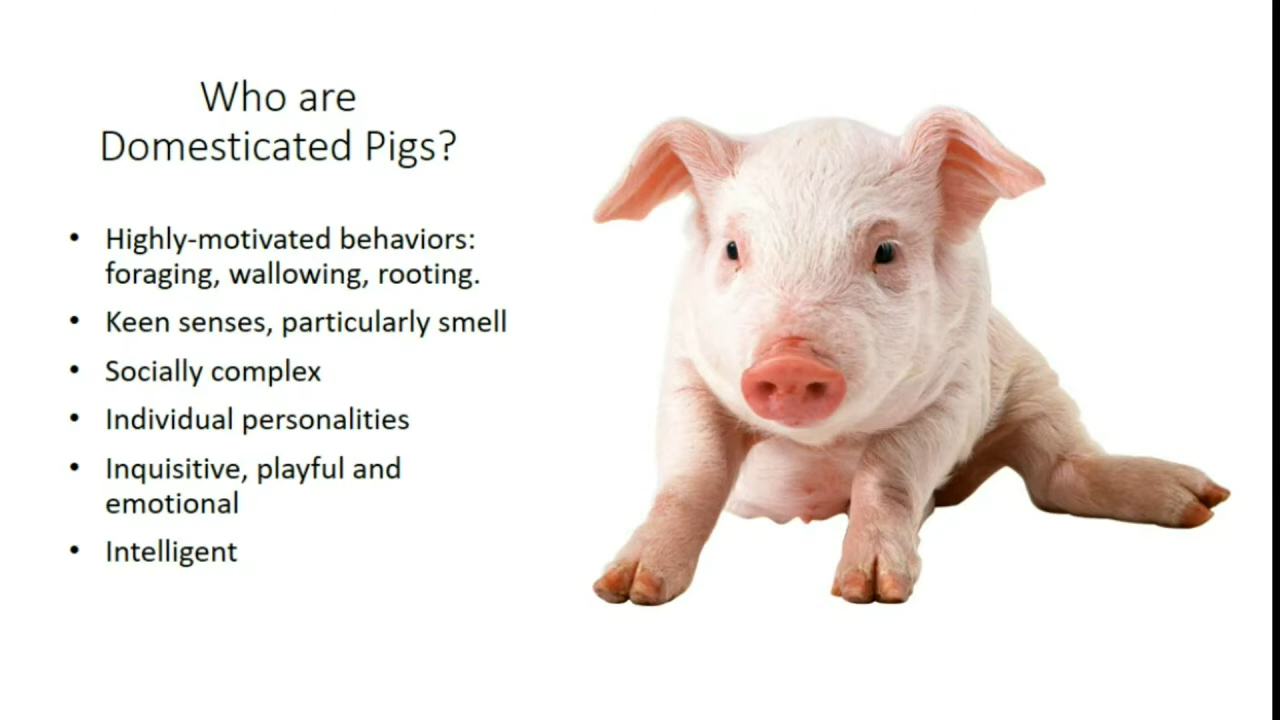 Who are
Domesticated Pigs?
• Highly-motivated behaviors:
foraging, wallowing, rooting.
• Keen senses, particularly smell
• Socially complex
• Individual personalities
• Inquisitive, playful and
emotional
• Intelligent